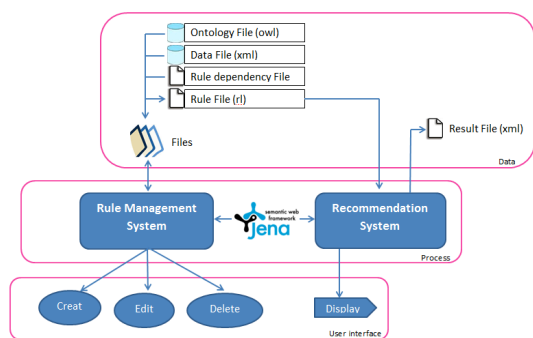 Ontology File (owl)
Data File (xml)
Rule dependency File
Rule File (rl)
Files
Result File (xml)
Data
Rule Management
System
semantic web
framework
jena
Recommendation
System
Process
Creat
Edit
Delete
Display
User interface